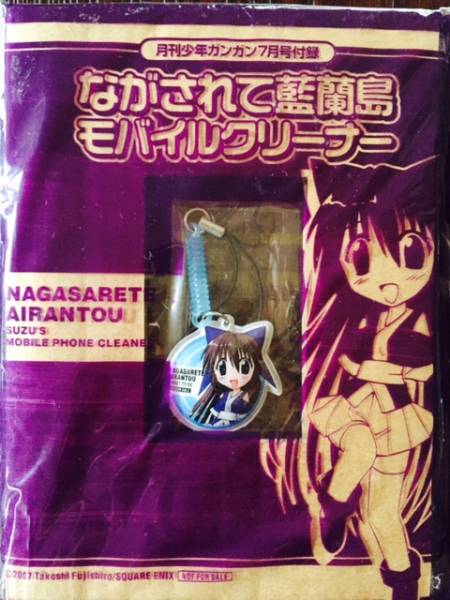 月刊少年ガンガン7月号付録
ながされて藍蘭島
モバイルクリーナー
NAGASARETE
AIRANTOU
SUZU'S
MOBILE PHONE CLEANE
NAGASARETE
AIRANTOU
©2007 Takeshi Fujishiro/SQUARE ENIX NOT FOR SALE